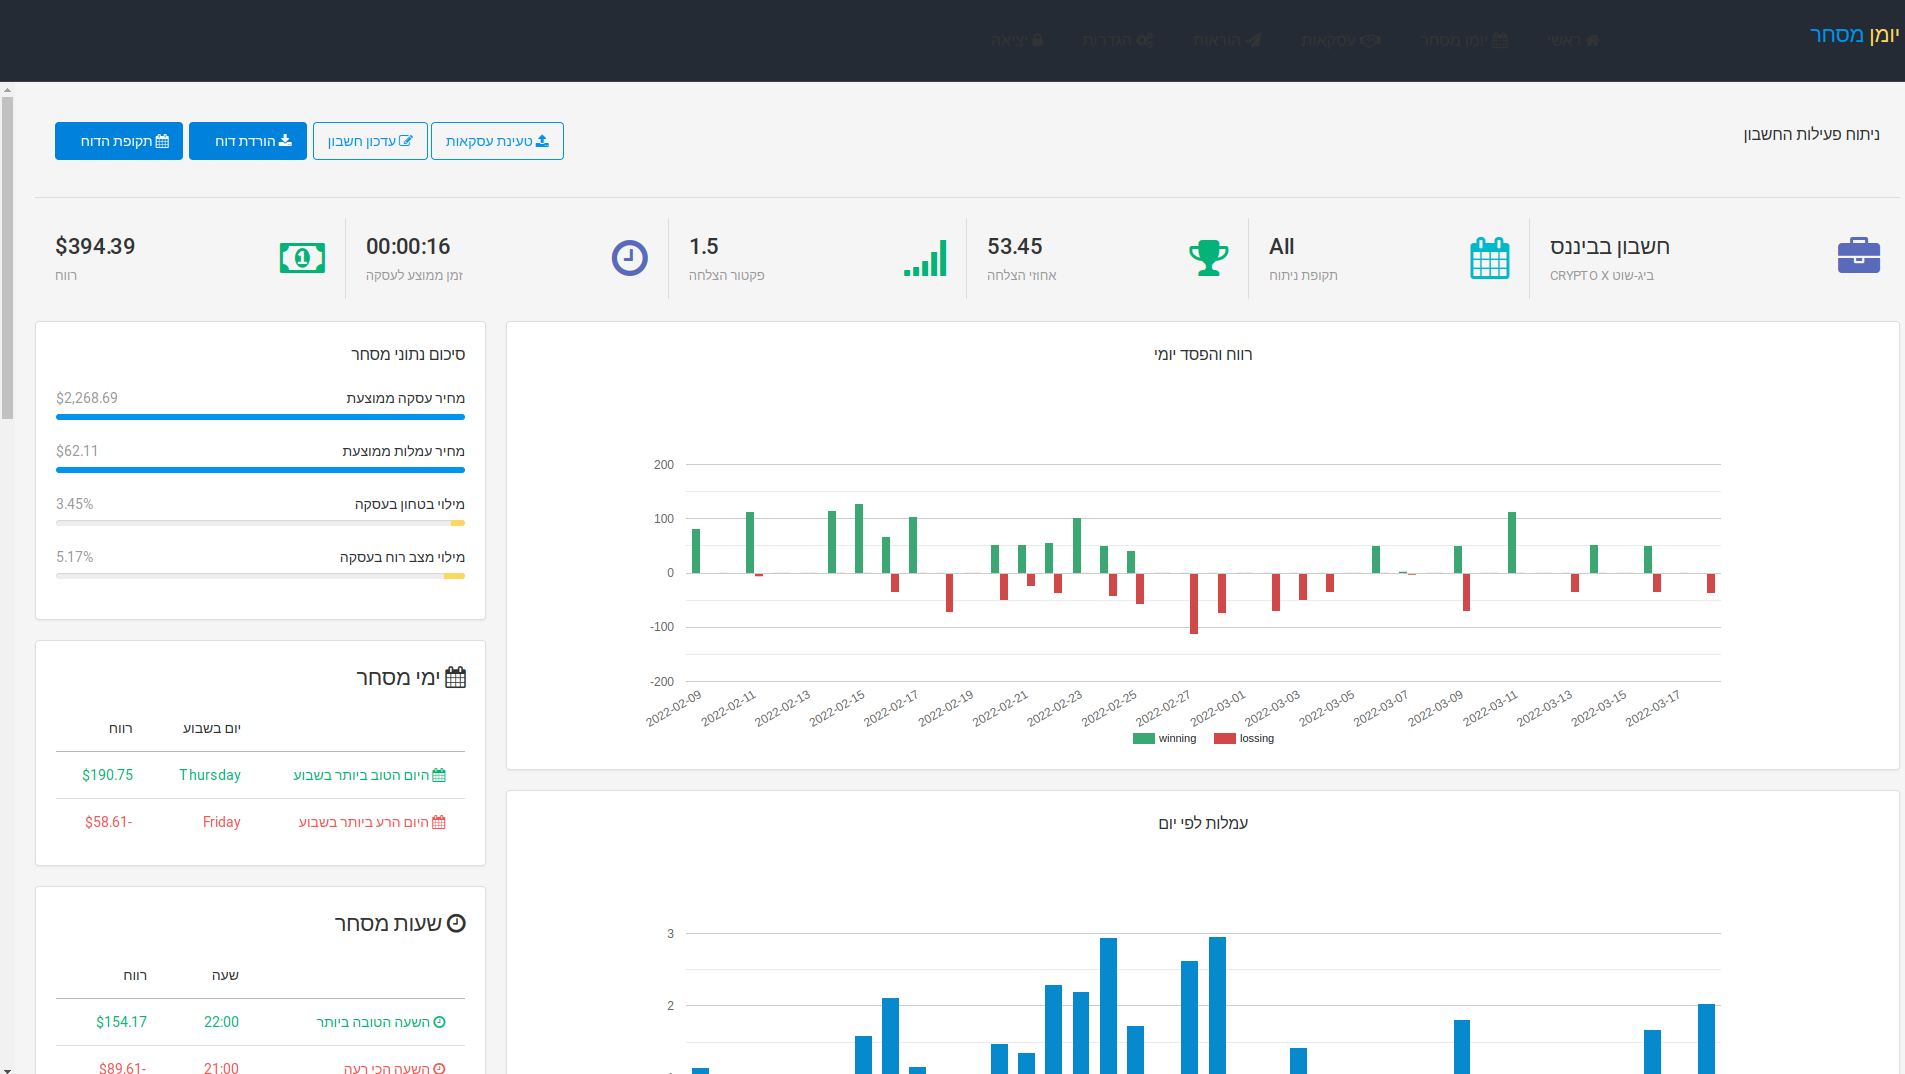 יומן מסחר
ראשי
יומן מסחר
עסקאות
הוראות
הגדרות
יציאה
ניתוח פעילות החשבון
טעינת עסקאות
עדכון חשבון
הורדת דוח
תקופת הדוח
חשבון בביננס
ביג-שוט CRYPTO X
All
תקופת ניתוח
53.45
אחוזי הצלחה
1.5
פקטור הצלחה
00:00:16
זמן ממוצע לעסקה
$394.39
רווח
רווח והפסד יומי
200
100
0
-100
-200
2022-02-09
2022-02-11
2022-02-13
2022-02-15
2022-02-17
2022-02-19
2022-02-21
2022-02-23
2022-02-25
2022-02-27
2022-03-01
2022-03-03
2022-03-05
2022-03-07
2022-03-09
2022-03-11
2022-03-13
2022-03-15
2022-03-17
winning
lossing
עמלות לפי יום
3
2
סיכום נתוני מסחר
מחיר עסקה ממוצעת $2,268.69
מחיר עמלות ממוצעת $62.11
מילוי בטחון בעסקה 3.45%
מילוי מצב רוח בעסקה 5.17%
ימי מסחר
יום בשבוע רווח
היום הטוב ביותר בשבוע Thursday $190.75
היום הרע ביותר בשבוע Friday $58.61-
שעות מסחר
שעה רווח
השעה הטובה ביותר 22:00 $154.17
השעה הכי רעה 21:00 $89.61-